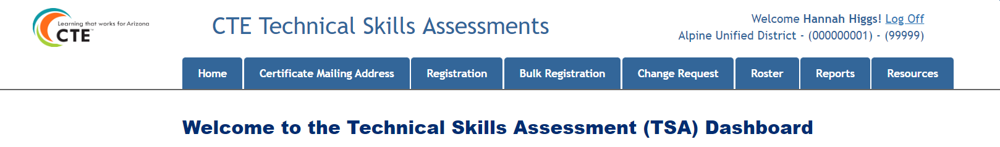 Learning that works for Arizona
CTE
CTE Technical Skills Assessments
Welcome Hannah Higgs! Log Off
Alpine Unified District - (000000001) - (99999)
Home Certificate Mailing Address Registration Bulk Registration Change Request Roster Reports Resources
Welcome to the Technical Skills Assessment (TSA) Dashboard